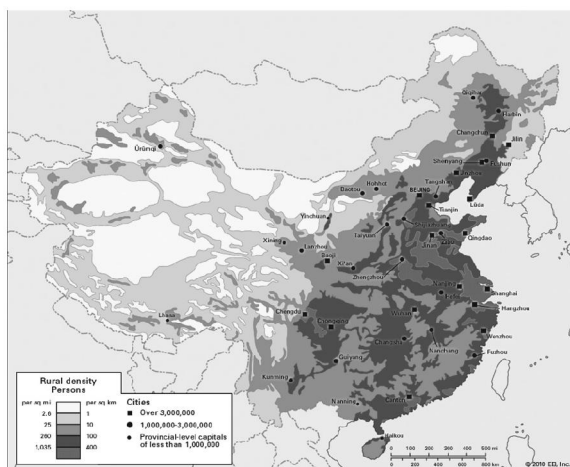 Qiqihar
Harbin
Changchun
Jilin
Ürümqi
Shenyang
Fushun
Hohhot
Baotou
BEIJING
Tangshan
Yinchuan
Tianjin
Lüda
Taiyuan
Xining
Lanzhou
Jinan
Zibo
Qingdao
Baoji
Xi'an
Zhengzhou
Nanjing
Shanghai
Lhasa
Chengdu
Wuhan
Hangzhou
Chongqing
Wenzhou
Changsha
Nanchang
Guiyang
Fuzhou
Kunming
Nanning
Canton
Haikou
Rural density
Persons
per sq mi per sq km
2.6 1
25 10
260 100
1,035 400
Cities
Over 3,000,000
1,000,000-3,000,000
Provincial-level capitals
of less than 1,000,000
0 100 200 300 400 500 mi
0 200 400 600 800 km
© 2010 EB, Inc.